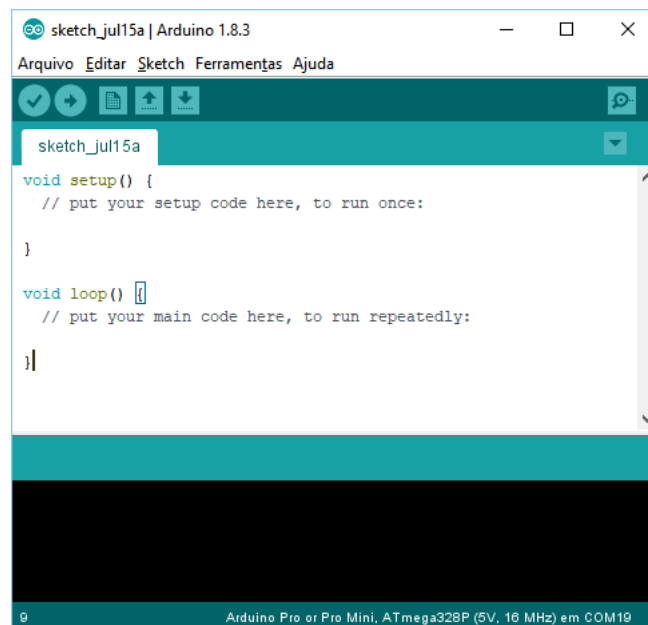 sketch_jul15a | Arduino 1.8.3
Arquivo Editar Sketch Ferramentas Ajuda
sketch_jul15a
void setup() {
  // put your setup code here, to run once:
}
void loop() {
  // put your main code here, to run repeatedly:
}
9 Arduino Pro or Pro Mini, ATmega328P (5V, 16 MHz) em COM19